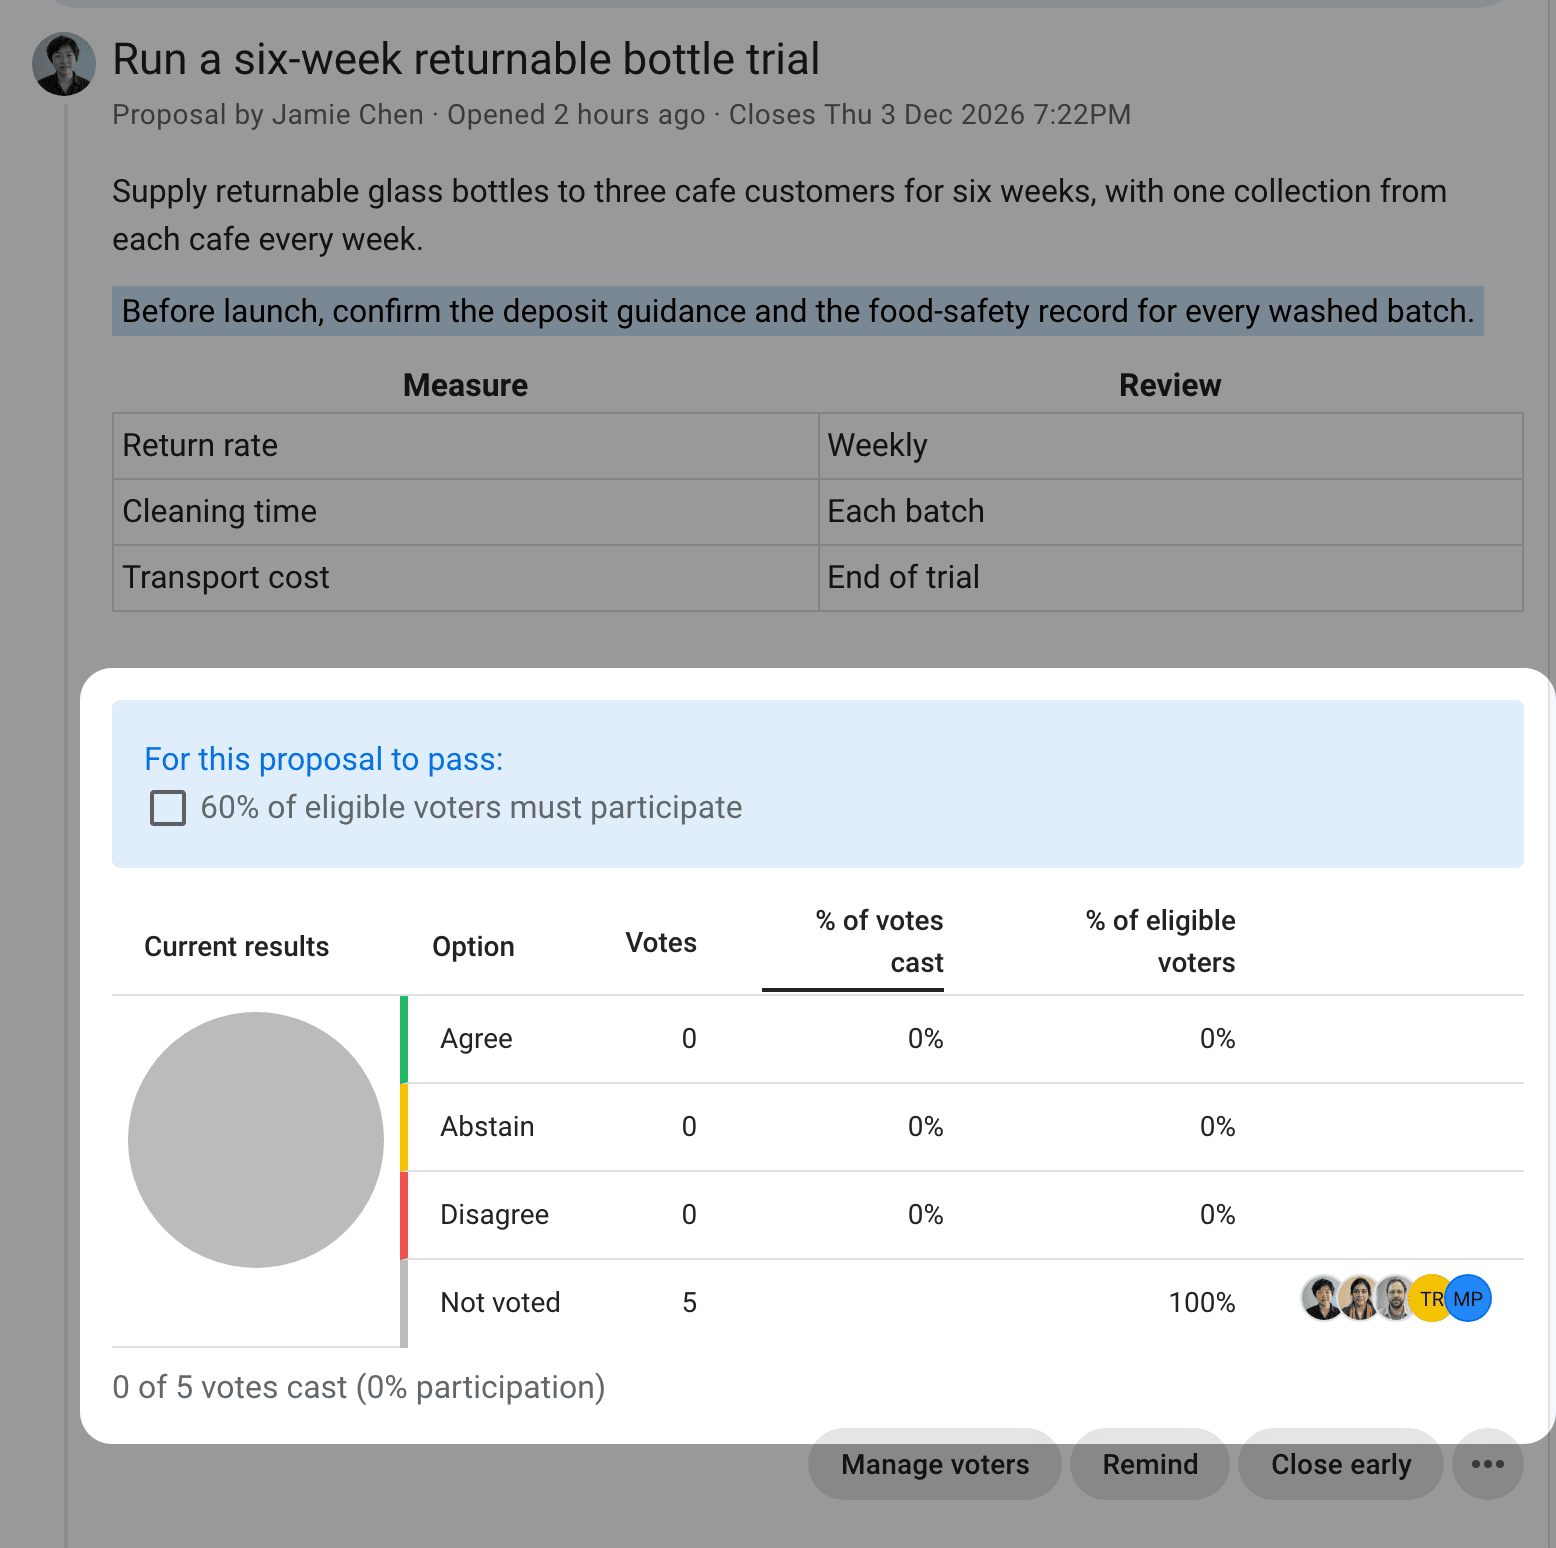 Run a six-week returnable bottle trial
Proposal by Jamie Chen · Opened 2 hours ago · Closes Thu 3 Dec 2026 7:22PM
Supply returnable glass bottles to three cafe customers for six weeks, with one collection from
each cafe every week.
Before launch, confirm the deposit guidance and the food-safety record for every washed batch.
Measure Review
Return rate Weekly
Cleaning time Each batch
Transport cost End of trial
For this proposal to pass:
60% of eligible voters must participate
Current results Option Votes % of votes cast % of eligible voters
Agree 0 0% 0%
Abstain 0 0% 0%
Disagree 0 0% 0%
Not voted 5 100% TR MP
0 of 5 votes cast (0% participation)
Manage voters Remind Close early